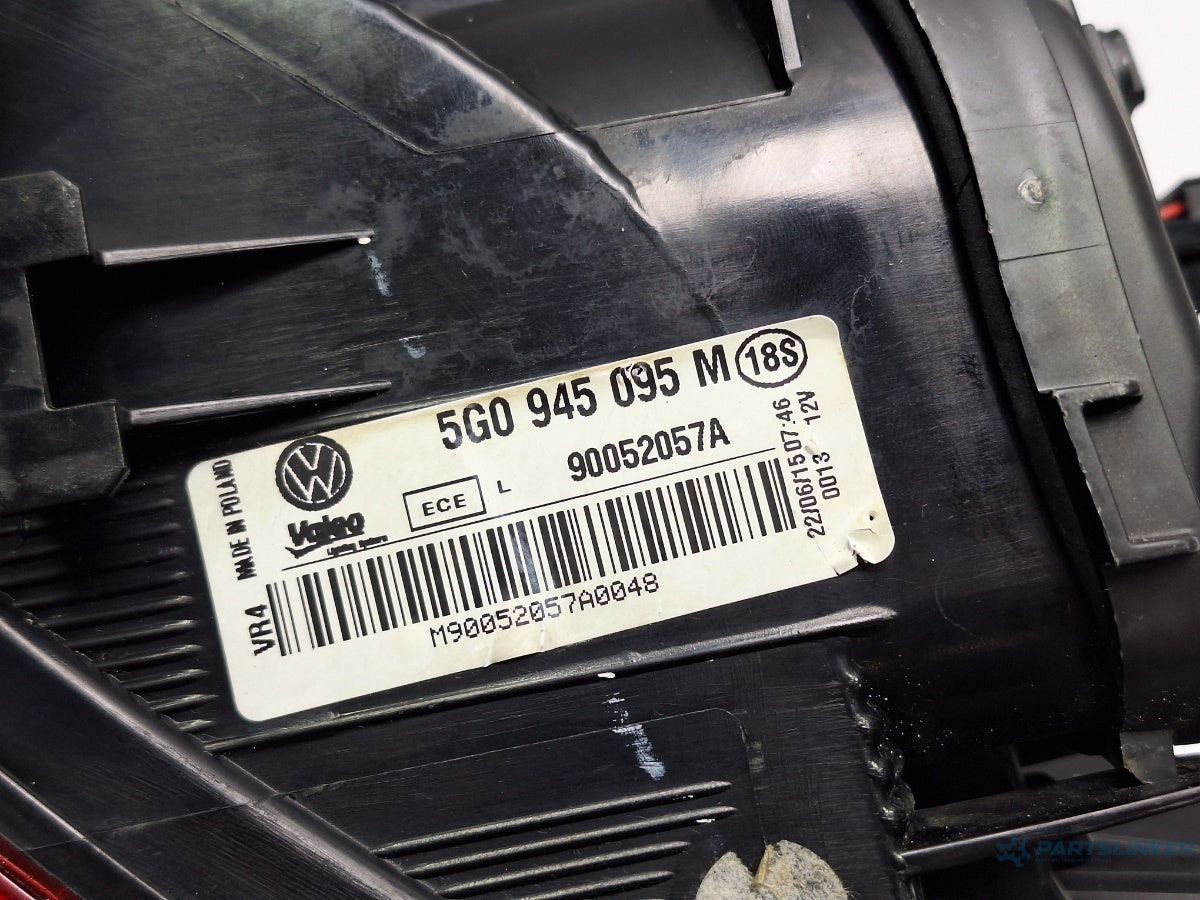 5G0 945 095 M 18S
90052057A
ECE L
Valeo
MADE IN POLAND
VR4
M90052057A0048
22/06/15 07:46
0013 12V